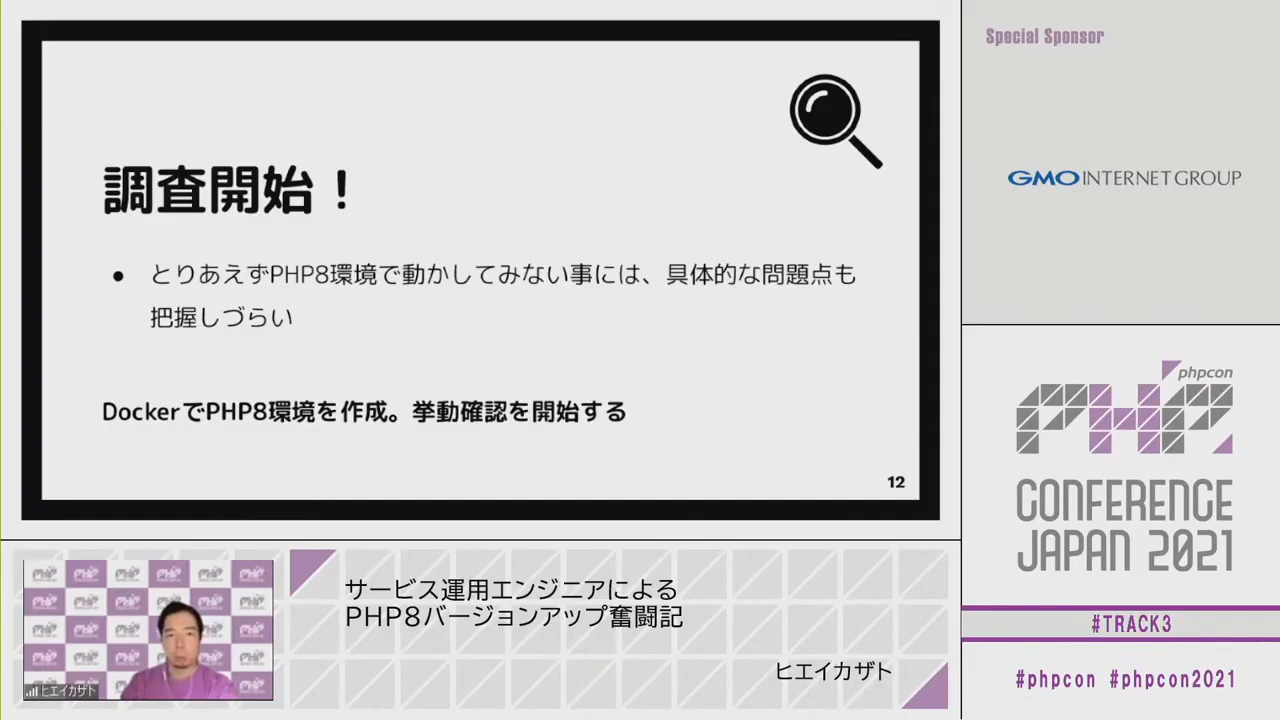 調査開始！
● とりあえずPHP8環境で動かしてみない事には、具体的な問題点も
把握しづらい
DockerでPHP8環境を作成。挙動確認を開始する
12
Special Sponsor
GMO INTERNET GROUP
phpcon
PHP
CONFERENCE
JAPAN 2021
#TRACK3
#phpcon #phpcon2021
サービス運用エンジニアによる
PHP8バージョンアップ奮闘記
ヒエイカザト
ヒエイカザト